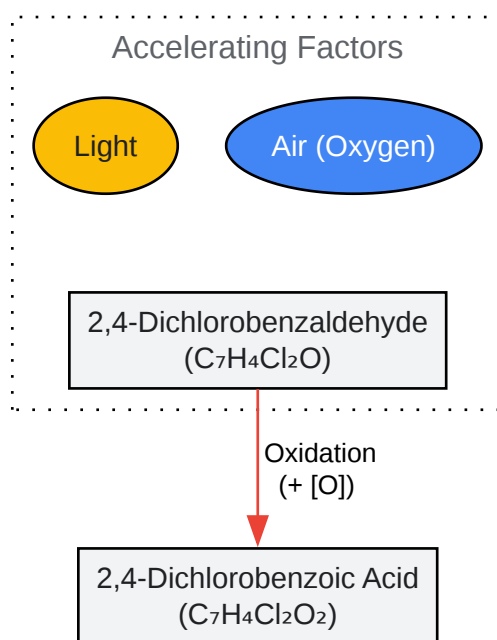 Accelerating Factors
Light
Air (Oxygen)
2,4-Dichlorobenzaldehyde
(C₇H₄Cl₂O)
Oxidation
(+ [O])
2,4-Dichlorobenzoic Acid
(C₇H₄Cl₂O₂)